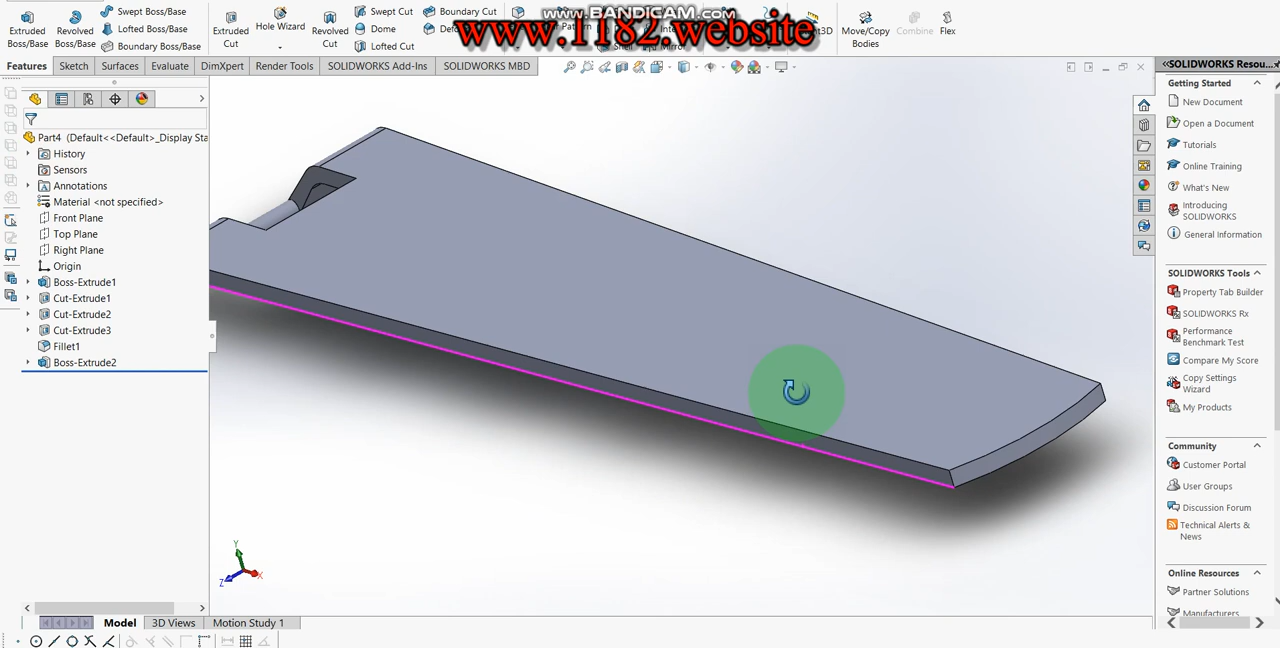 www.BANDICAM.com
www.1182.website
Extruded Boss/Base
Revolved Boss/Base
Swept Boss/Base
Lofted Boss/Base
Boundary Boss/Base
Extruded Cut
Hole Wizard
Revolved Cut
Swept Cut
Dome
Lofted Cut
Boundary Cut
Move/Copy Bodies
Combine
Flex
Features
Sketch
Surfaces
Evaluate
DimXpert
Render Tools
SOLIDWORKS Add-Ins
SOLIDWORKS MBD
Part4 (Default<<Default>_Display Sta
History
Sensors
Annotations
Material <not specified>
Front Plane
Top Plane
Right Plane
Origin
Boss-Extrude1
Cut-Extrude1
Cut-Extrude2
Cut-Extrude3
Fillet1
Boss-Extrude2
Y
Z
X
Model
3D Views
Motion Study 1
SOLIDWORKS Resou...
Getting Started
New Document
Open a Document
Tutorials
Online Training
What's New
Introducing
SOLIDWORKS
General Information
SOLIDWORKS Tools
Property Tab Builder
SOLIDWORKS Rx
Performance
Benchmark Test
Compare My Score
Copy Settings
Wizard
My Products
Community
Customer Portal
User Groups
Discussion Forum
Technical Alerts &
News
Online Resources
Partner Solutions
Manufacturers